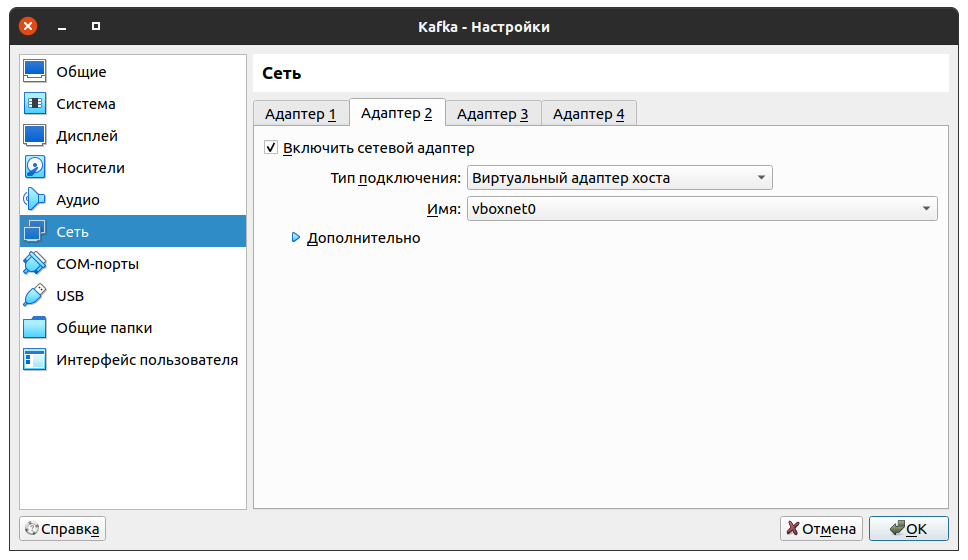 Kafka - Настройки
Общие
Система
Дисплей
Носители
Аудио
Сеть
COM-порты
USB
Общие папки
Интерфейс пользователя
Сеть
Адаптер 1 Адаптер 2 Адаптер 3 Адаптер 4
Включить сетевой адаптер
Тип подключения: Виртуальный адаптер хоста
Имя: vboxnet0
Дополнительно
Справка Отмена OK